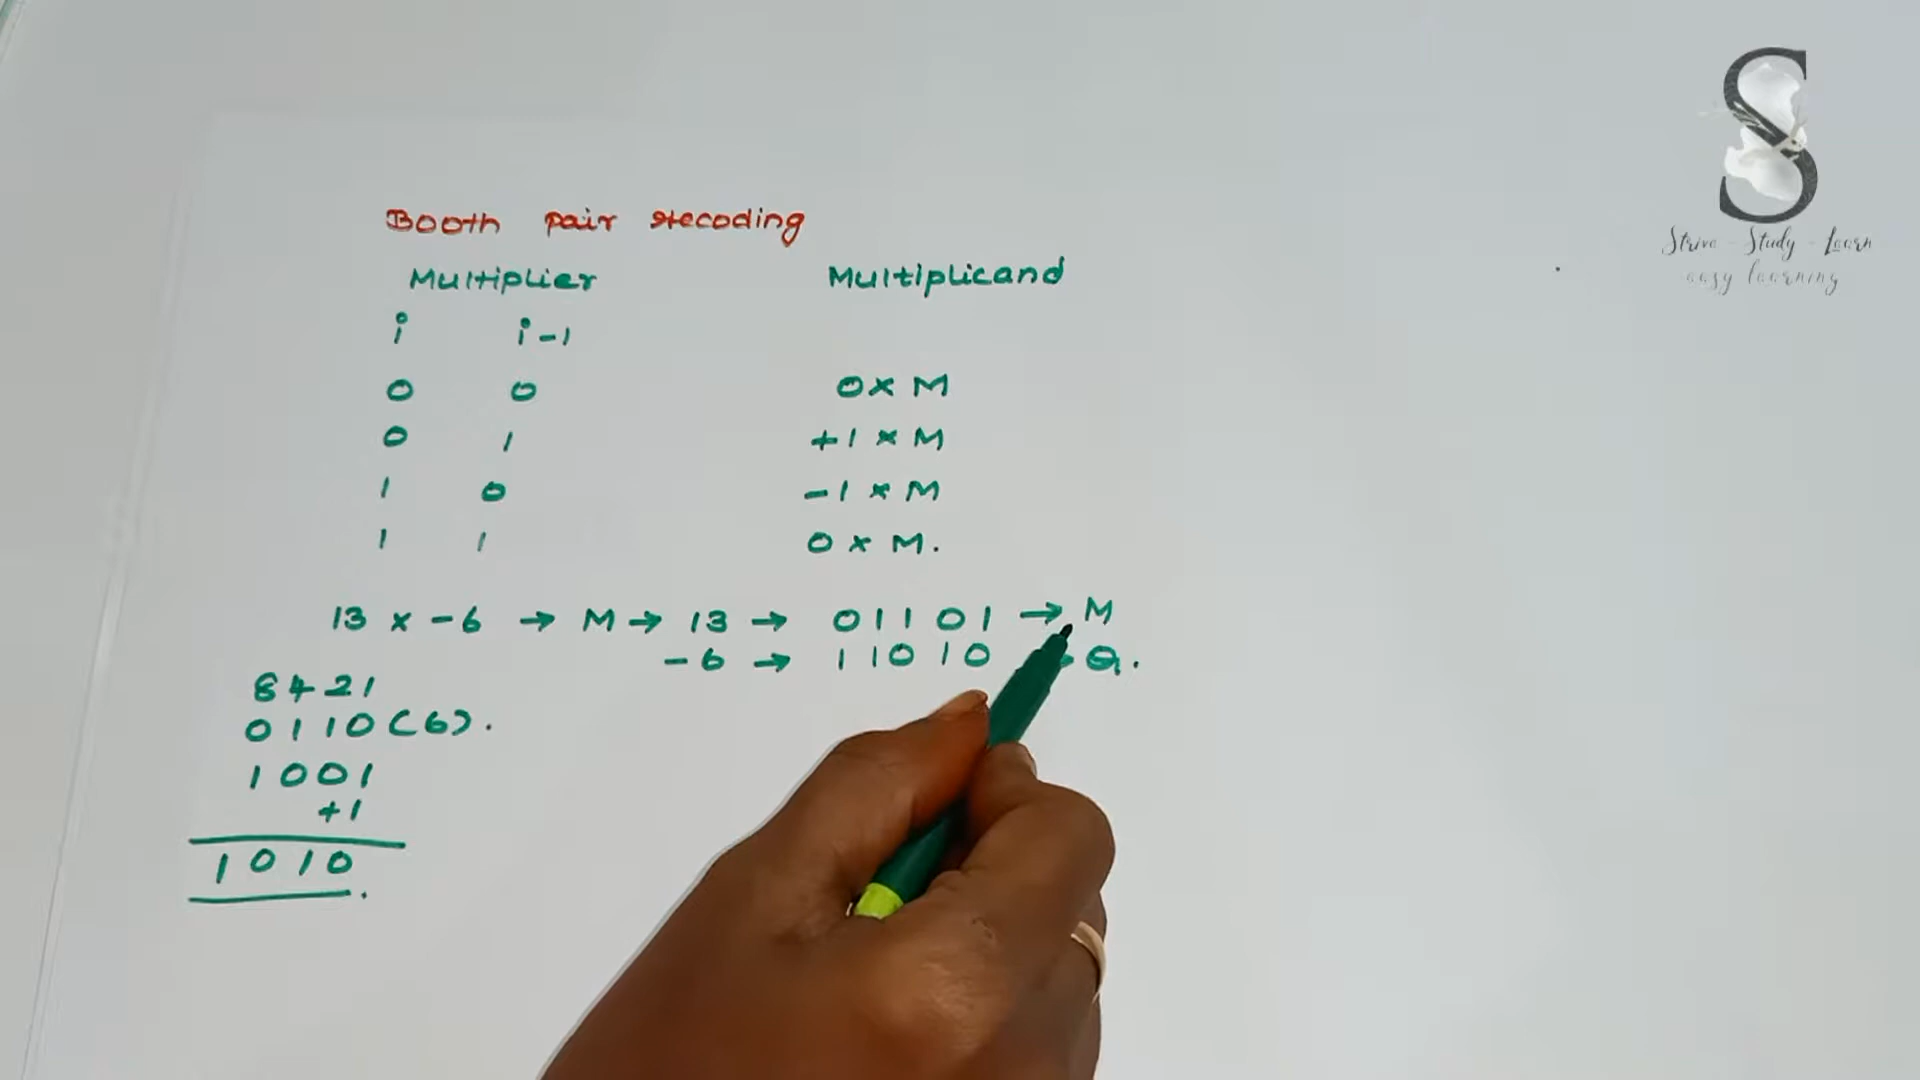 Booth pair recoding
Multiplier Multiplicand
i i-1
0 0 0 x M
0 1 +1 x M
1 0 -1 x M
1 1 0 x M.
13 x -6 → M → 13 → 01101 → M
-6 → 11010 → Q.
8421
0110 (6).
1001
+1
1010.
S
Strive - Study - Learn
easy learning